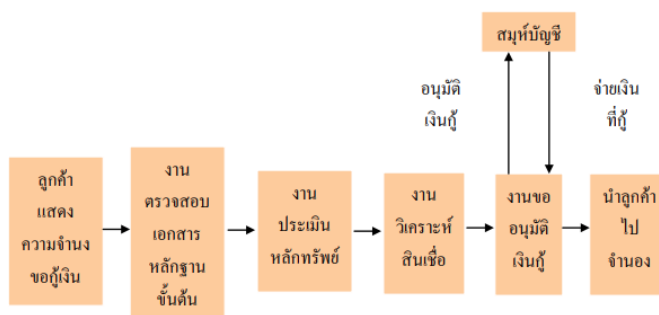 สมุห์บัญชี
อนุมัติ
เงินกู้
จ่ายเงิน
ที่กู้
ลูกค้า
แสดง
ความจำนง
ขอกู้เงิน
งาน
ตรวจสอบ
เอกสาร
หลักฐาน
ขั้นต้น
งาน
ประเมิน
หลักทรัพย์
งาน
วิเคราะห์
สินเชื่อ
งานขอ
อนุมัติ
เงินกู้
นำลูกค้า
ไป
จำนอง